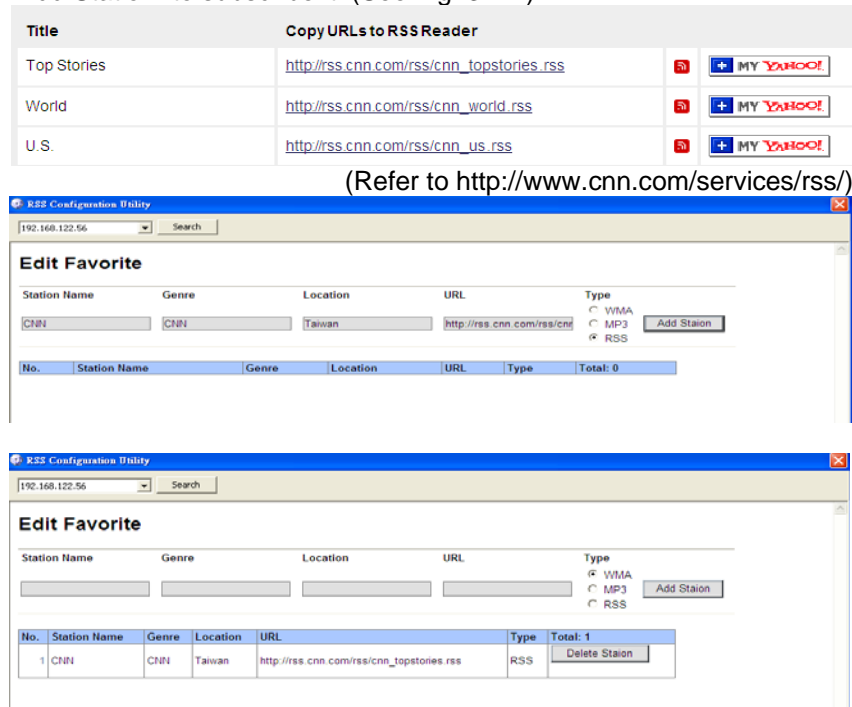 Title Copy URLs to RSS Reader
Top Stories http://rss.cnn.com/rss/cnn_topstories.rss + MY YAHOO!
World http://rss.cnn.com/rss/cnn_world.rss + MY YAHOO!
U.S. http://rss.cnn.com/rss/cnn_us.rss + MY YAHOO!
(Refer to http://www.cnn.com/services/rss/)
RSS Configuration Utility
192.168.122.56 Search
Edit Favorite
Station Name Genre Location URL Type
WMA
CNN CNN Taiwan http://rss.cnn.com/rss/cnr MP3 Add Staion
RSS
No. Station Name Genre Location URL Type Total: 0
RSS Configuration Utility
192.168.122.56 Search
Edit Favorite
Station Name Genre Location URL Type
WMA
MP3 Add Staion
RSS
No. Station Name Genre Location URL Type Total: 1
1 CNN CNN Taiwan http://rss.cnn.com/rss/cnn_topstories.rss RSS Delete Staion